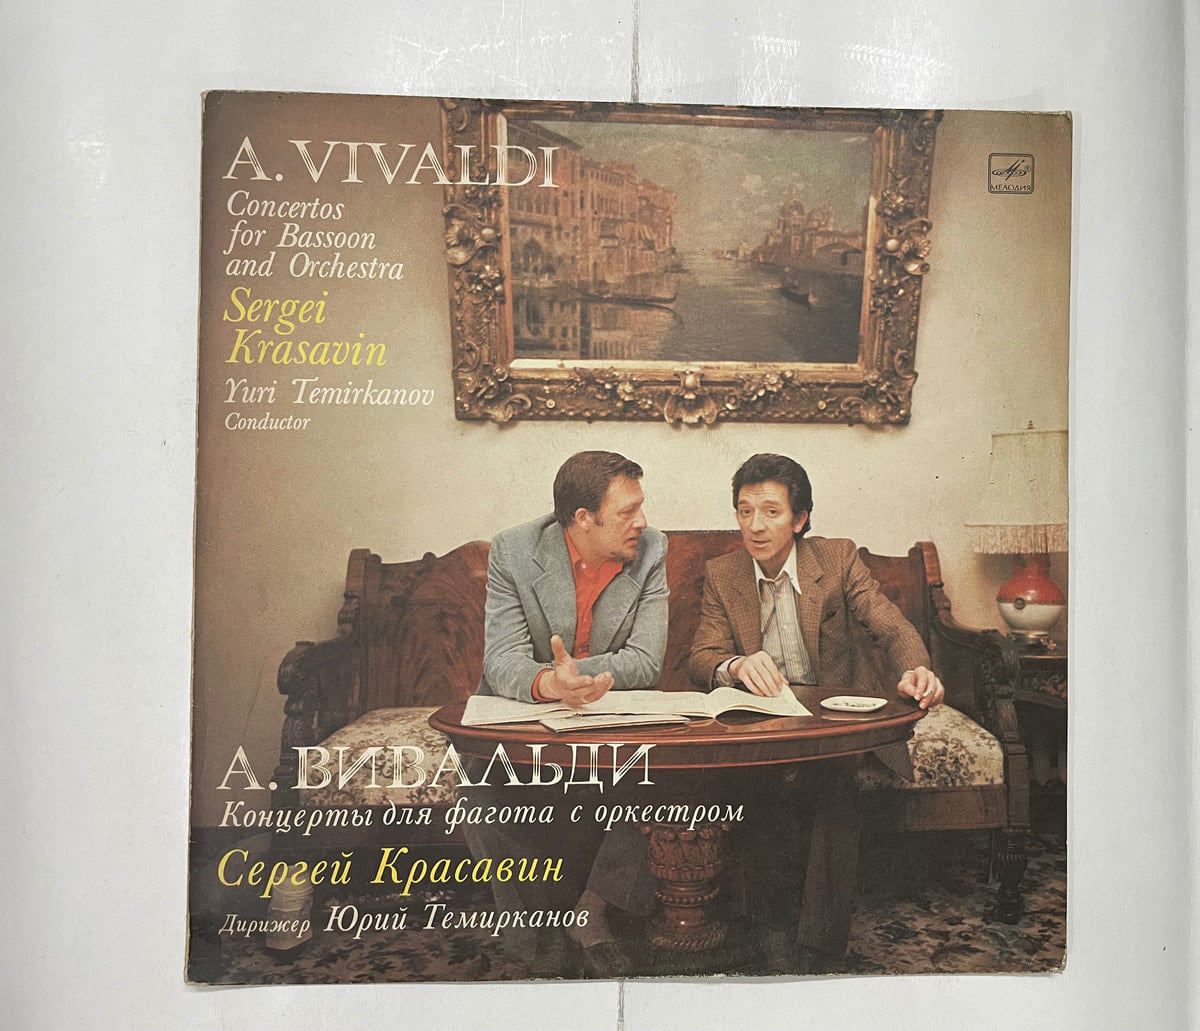 A. VIVALDI
Concertos
for Bassoon
and Orchestra
Sergei
Krasavin
Yuri Temirkanov
Conductor
МЕЛОДИЯ
А. ВИВАЛЬДИ
Концерты для фагота с оркестром
Сергей Красавин
Дирижер Юрий Темирканов